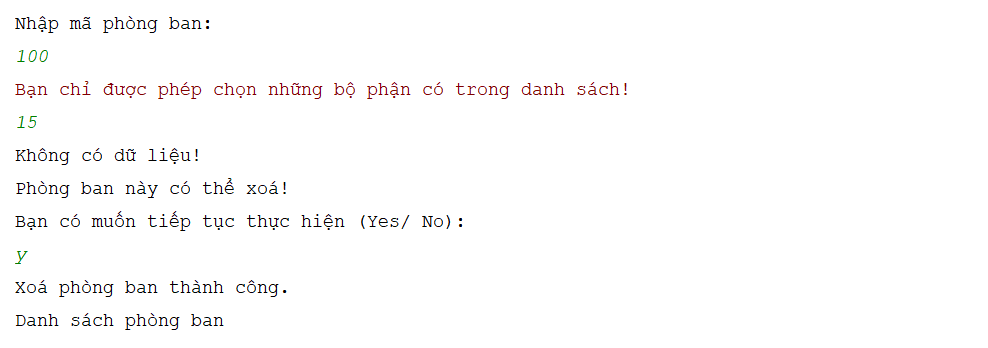 Nhập mã phòng ban:
100
Bạn chỉ được phép chọn những bộ phận có trong danh sách!
15
Không có dữ liệu!
Phòng ban này có thể xoá!
Bạn có muốn tiếp tục thực hiện (Yes/ No):
y
Xoá phòng ban thành công.
Danh sách phòng ban